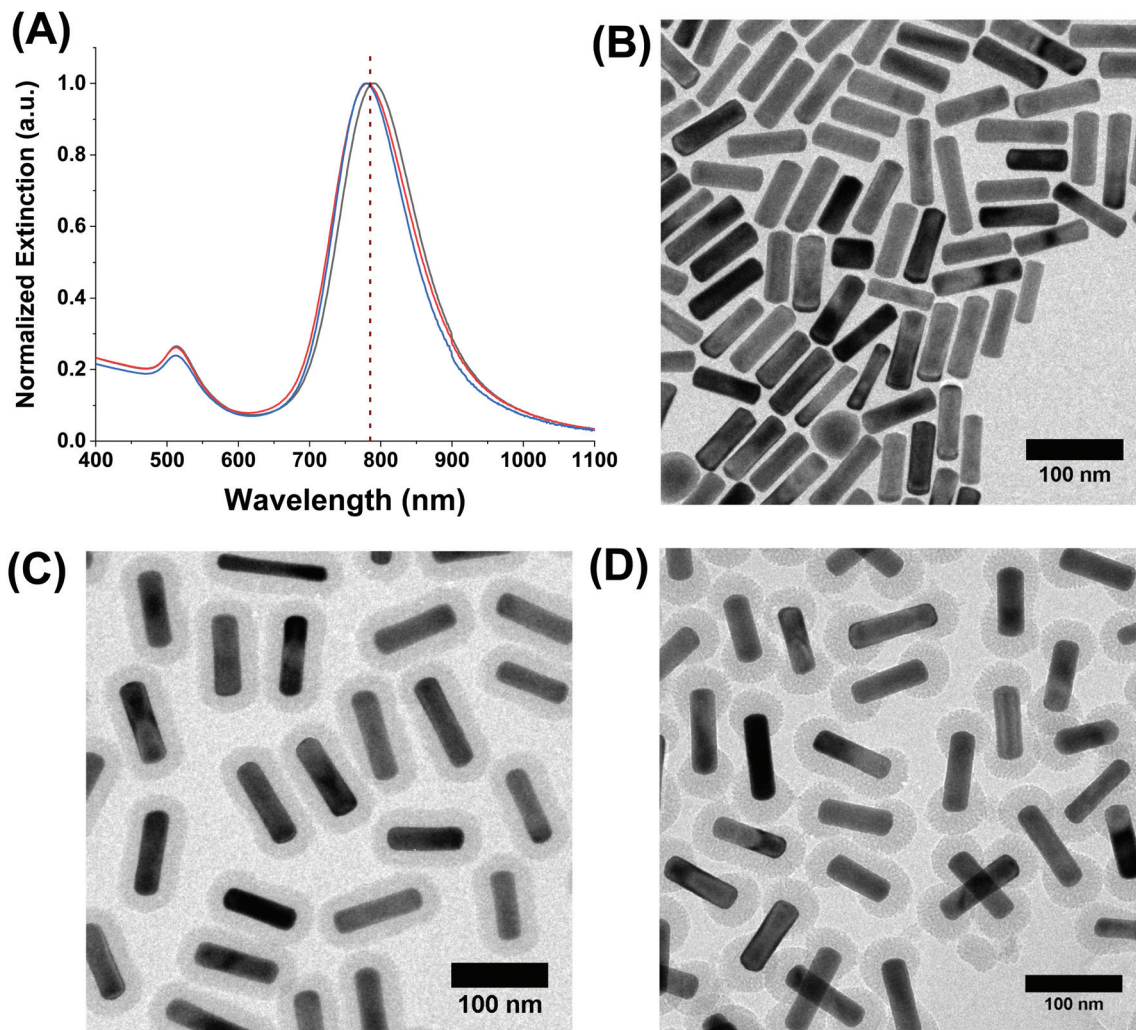 (A)
1.0
0.8
0.6
0.4
0.2
0.0
Normalized Extinction (a.u.)
400 500 600 700 800 900 1000 1100
Wavelength (nm)
(B)
100 nm
(C)
100 nm
(D)
100 nm